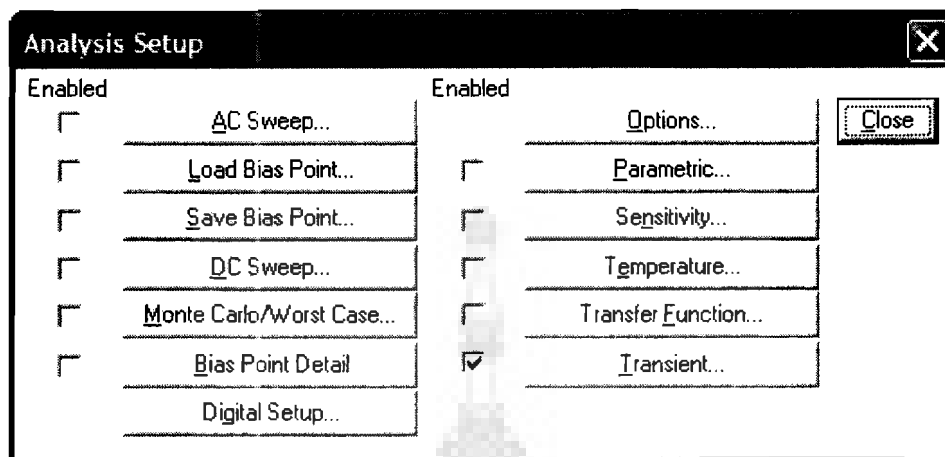 Analysis Setup
Enabled
AC Sweep...
Load Bias Point...
Save Bias Point...
DC Sweep...
Monte Carlo/Worst Case...
Bias Point Detail
Digital Setup...
Enabled
Options...
Parametric...
Sensitivity...
Temperature...
Transfer Function...
Transient...
Close